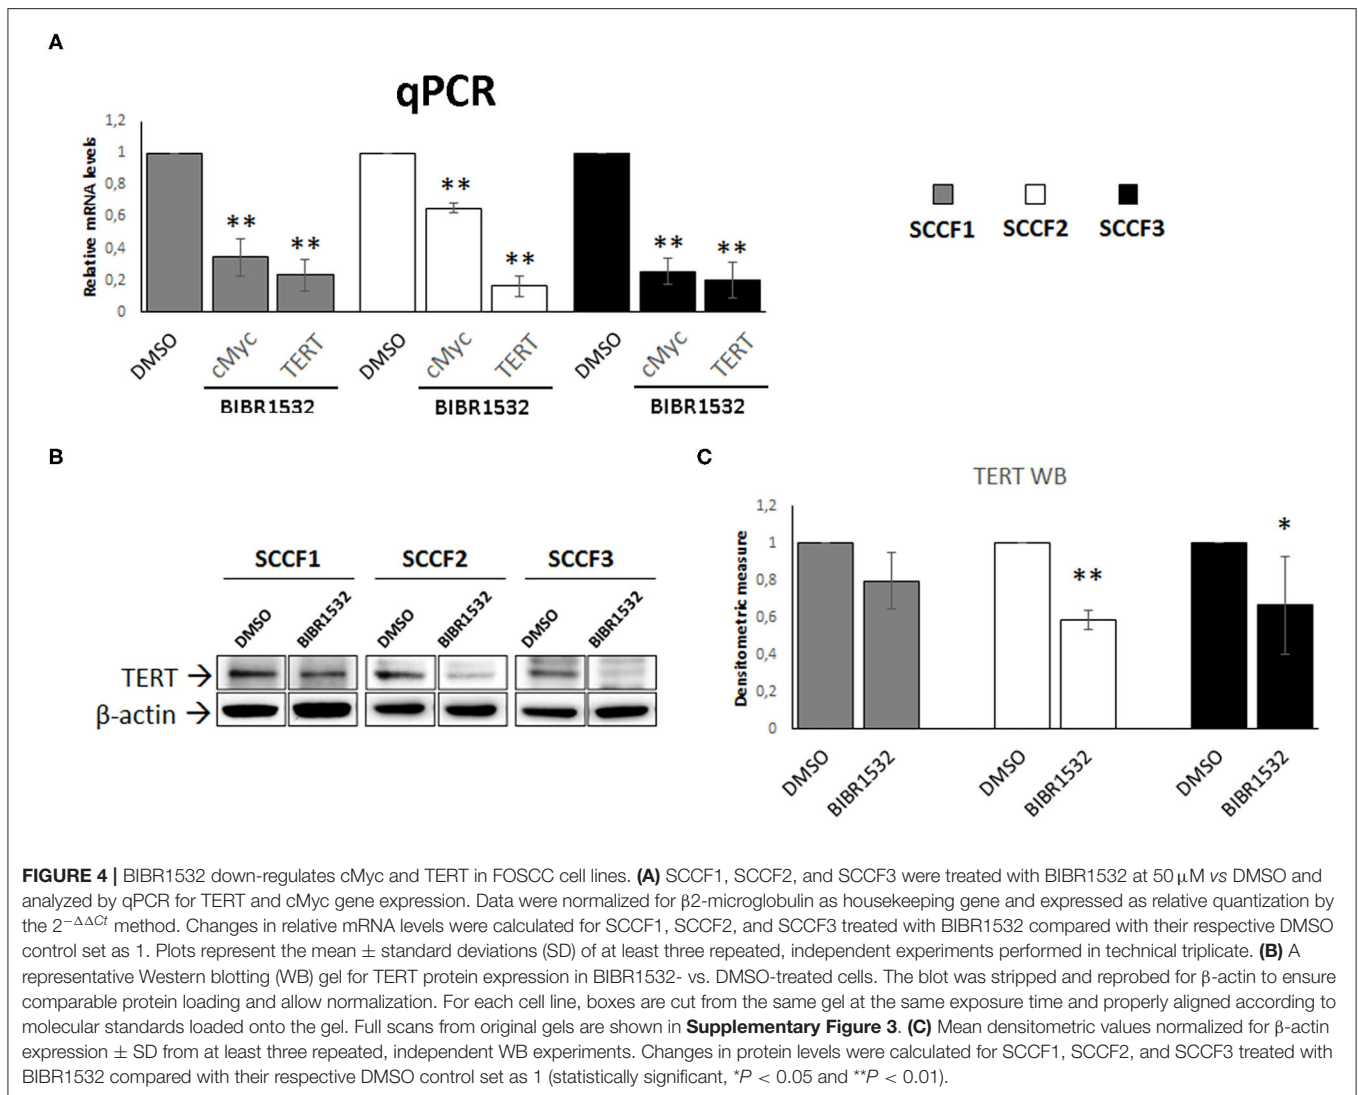 A
qPCR
Relative mRNA levels
1,2
1
0,8
0,6
0,4
0,2
0
** ** ** ** ** **
DMSO cMyc TERT DMSO cMyc TERT DMSO cMyc TERT
BIBR1532 BIBR1532 BIBR1532
SCCF1 SCCF2 SCCF3
B
SCCF1 SCCF2 SCCF3
DMSO BIBR1532 DMSO BIBR1532 DMSO BIBR1532
TERT →
β-actin →
C
TERT WB
Densitometric measure
1,2
1
0,8
0,6
0,4
0,2
0
** *
DMSO BIBR1532 DMSO BIBR1532 DMSO BIBR1532
FIGURE 4 | BIBR1532 down-regulates cMyc and TERT in FOSCC cell lines. (A) SCCF1, SCCF2, and SCCF3 were treated with BIBR1532 at 50 μM vs DMSO and
analyzed by qPCR for TERT and cMyc gene expression. Data were normalized for β2-microglobulin as housekeeping gene and expressed as relative quantization by
the 2^−ΔΔCt method. Changes in relative mRNA levels were calculated for SCCF1, SCCF2, and SCCF3 treated with BIBR1532 compared with their respective DMSO
control set as 1. Plots represent the mean ± standard deviations (SD) of at least three repeated, independent experiments performed in technical triplicate. (B) A
representative Western blotting (WB) gel for TERT protein expression in BIBR1532- vs. DMSO-treated cells. The blot was stripped and reprobed for β-actin to ensure
comparable protein loading and allow normalization. For each cell line, boxes are cut from the same gel at the same exposure time and properly aligned according to
molecular standards loaded onto the gel. Full scans from original gels are shown in Supplementary Figure 3. (C) Mean densitometric values normalized for β-actin
expression ± SD from at least three repeated, independent WB experiments. Changes in protein levels were calculated for SCCF1, SCCF2, and SCCF3 treated with
BIBR1532 compared with their respective DMSO control set as 1 (statistically significant, *P < 0.05 and **P < 0.01).